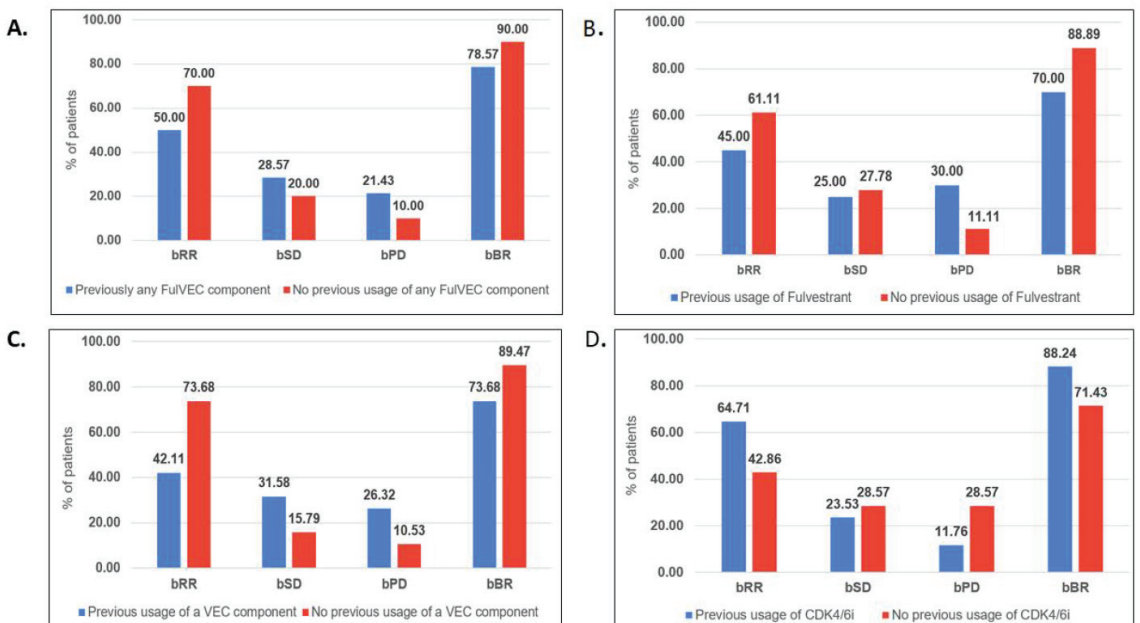 A.
% of patients
100.00
80.00
60.00
40.00
20.00
0.00
50.00 70.00
28.57 20.00
21.43 10.00
78.57 90.00
bRR bSD bPD bBR
Previously any FulVEC component No previous usage of any FulVEC component
B.
% of patients
100.00
80.00
60.00
40.00
20.00
0.00
45.00 61.11
25.00 27.78
30.00 11.11
70.00 88.89
bRR bSD bPD bBR
Previous usage of Fulvestrant No previous usage of Fulvestrant
C.
% of patients
100.00
80.00
60.00
40.00
20.00
0.00
42.11 73.68
31.58 15.79
26.32 10.53
73.68 89.47
bRR bSD bPD bBR
Previous usage of a VEC component No previous usage of a VEC component
D.
% of patients
100.00
80.00
60.00
40.00
20.00
0.00
64.71 42.86
23.53 28.57
11.76 28.57
88.24 71.43
bRR bSD bPD bBR
Previous usage of CDK4/6i No previous usage of CDK4/6i